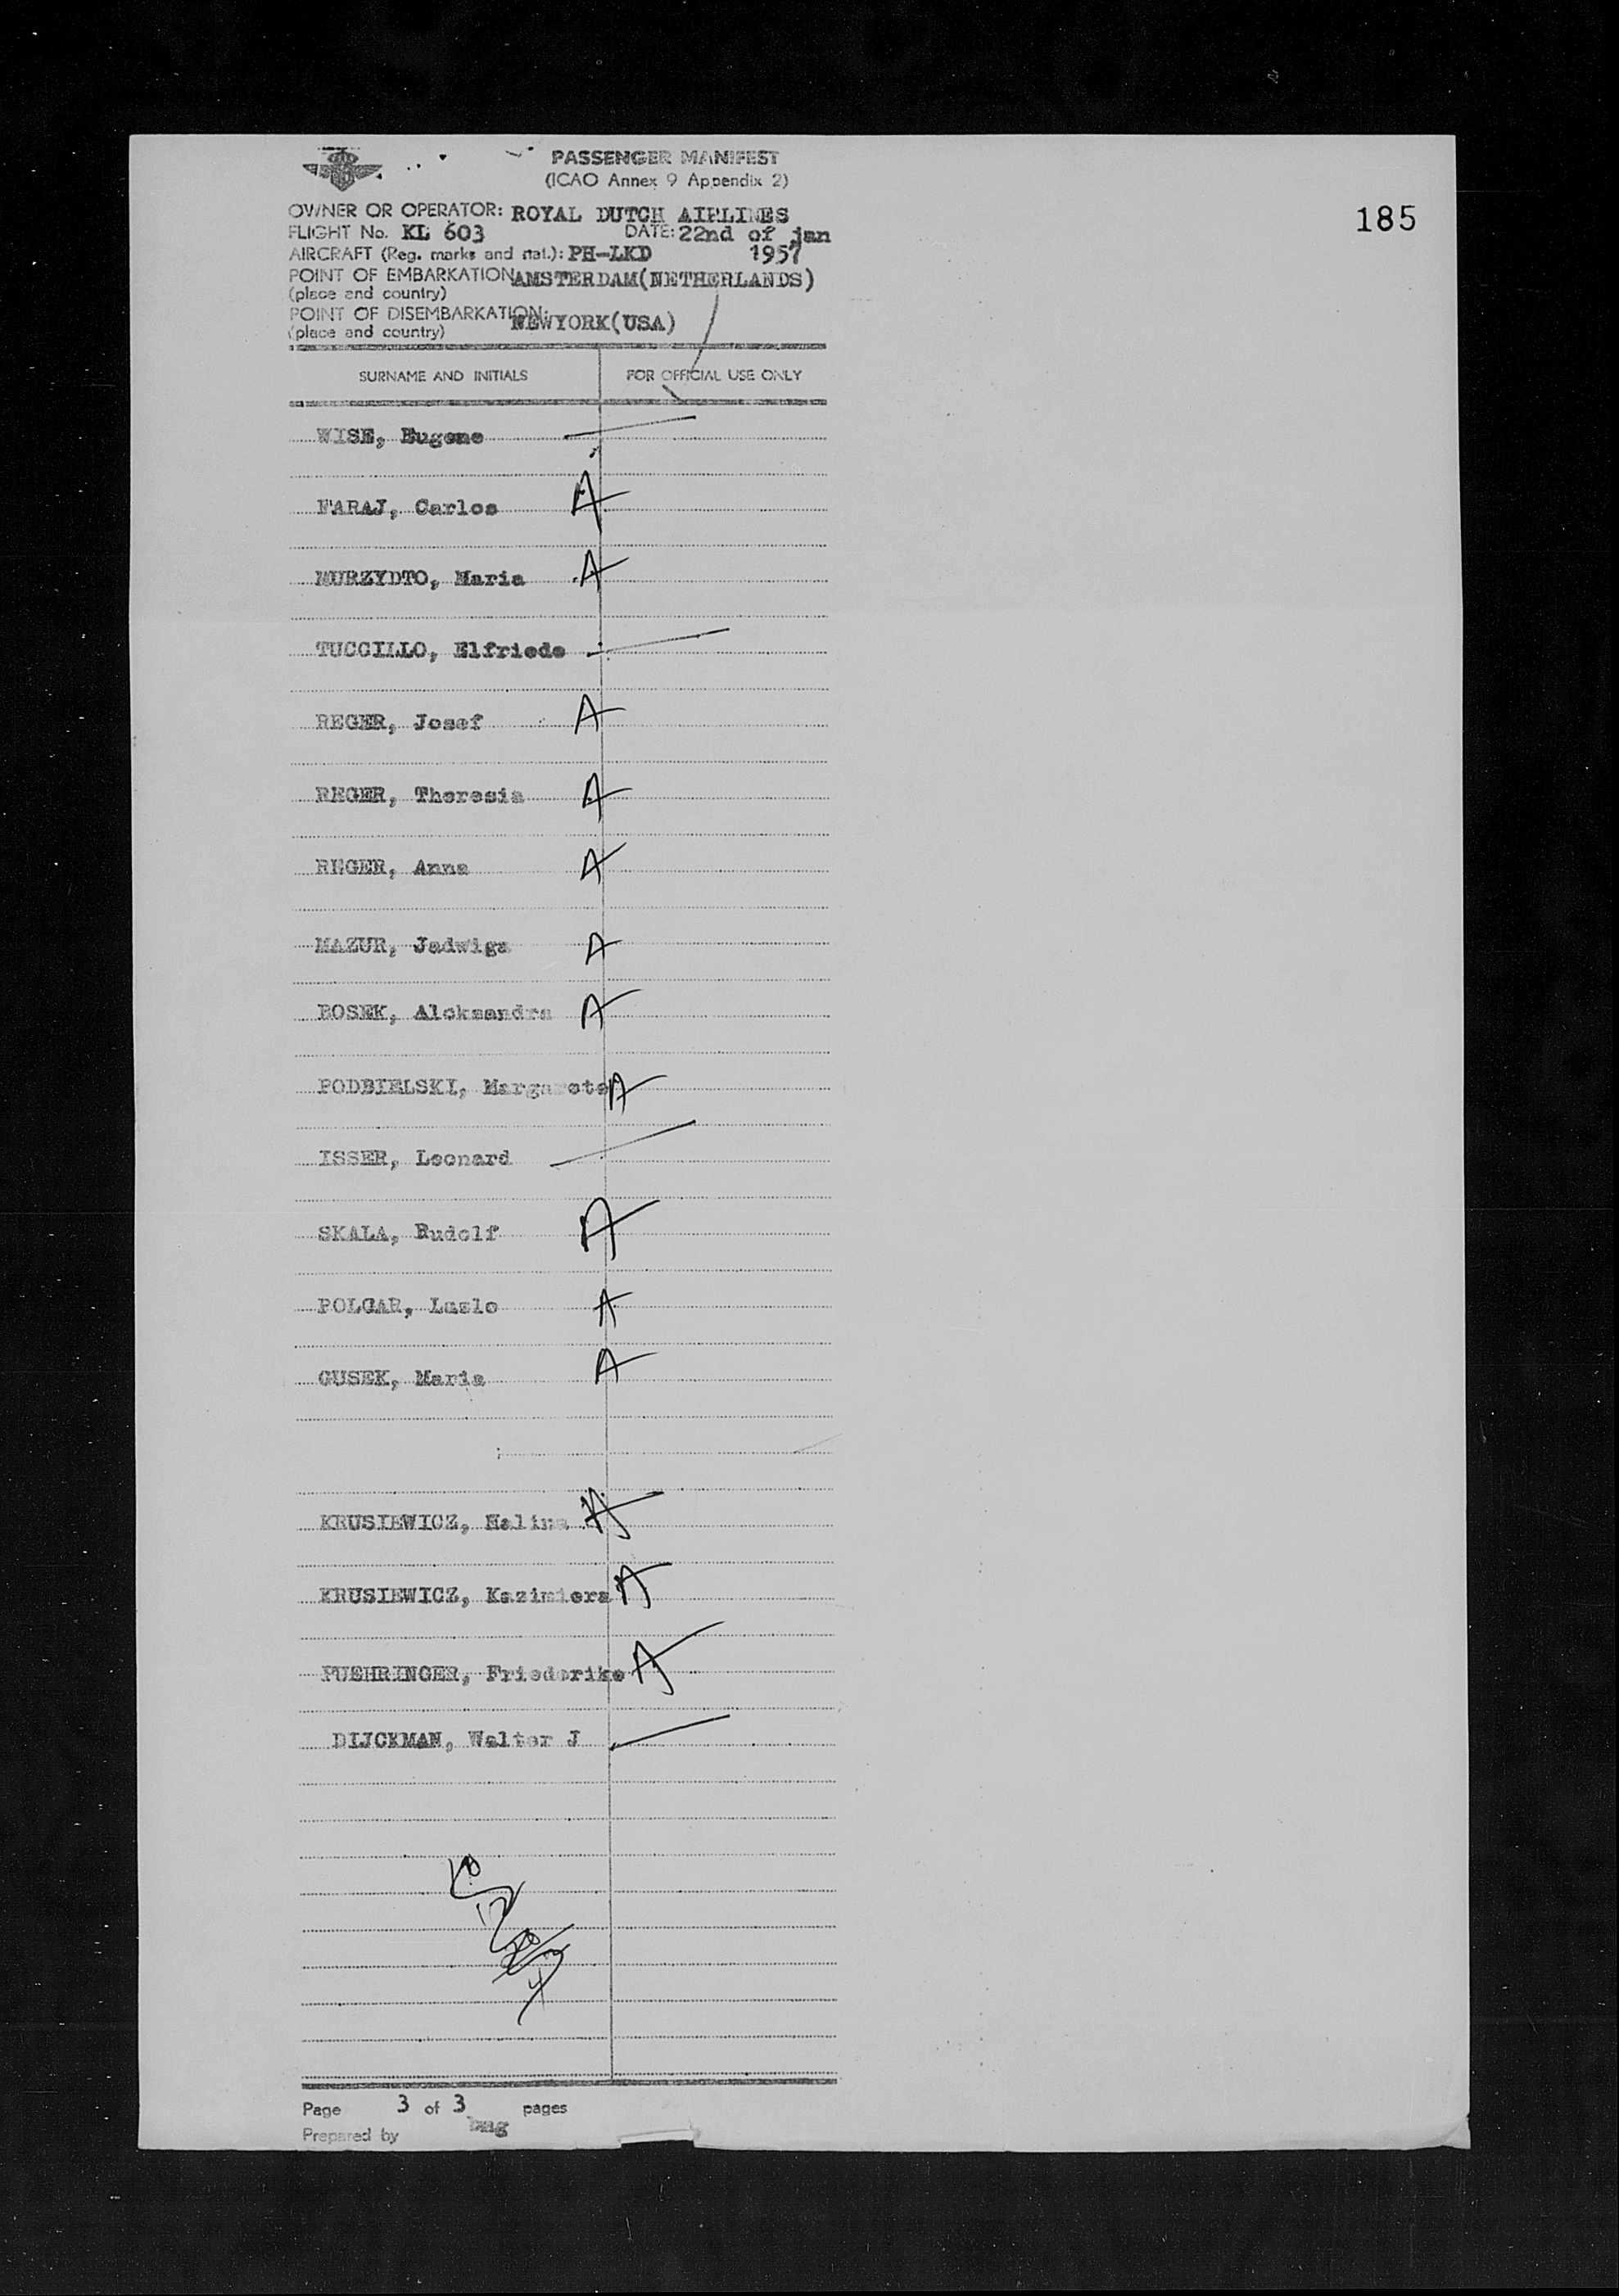 PASSENGER MANIFEST
(ICAO Annex 9 Appendix 2)
185
OWNER OR OPERATOR: ROYAL DUTCH AIRLINES
FLIGHT No. KL 603 DATE: 22nd of jan
AIRCRAFT (Reg. marks and nat.): PH-LKD 1957
POINT OF EMBARKATION AMSTERDAM(NETHERLANDS)
(place and country)
POINT OF DISEMBARKATION: NEWYORK(USA)
(place and country)
SURNAME AND INITIALS FOR OFFICIAL USE ONLY
WISE, Eugene
FARAJ, Carlos A
MURZYDTO, Maria A
TUCCILLO, Elfriede
REGER, Josef A
REGER, Theresia A
REGER, Anna A
MAZUR, Jadwiga A
BOSEK, Aleksandra A
PODBIELSKI, Margarete A
ISSER, Leonard
SKALA, Rudolf A
POLGAR, Laslo A
GUSEK, Maria A
KRUSIEWICZ, Halina A
KRUSIEWICZ, Kazimiera A
FUEHRINGER, Friederike A
DIJCKMAN, Walter J
Page 3 of 3 pages
Prepared by